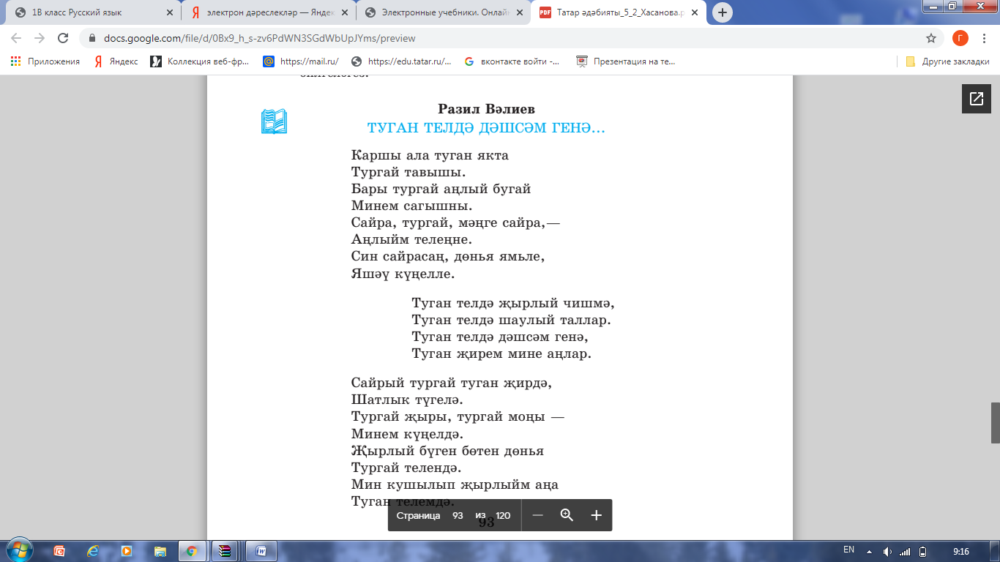 1В класс Русский язык
электрон дәреслекләр — Яндек
Электронные учебники. Онлайн
PDF Татар әдәбияты_5_2_Хасанова.p
docs.google.com/file/d/0Bx9_h_s-zv6PdWN3SGdWbUpJYms/preview
Г
Приложения Яндекс Коллекция веб-фр... https://mail.ru/ https://edu.tatar.ru/... вконтакте войти -... Презентация на те... Другие закладки
Разил Вәлиев
ТУГАН ТЕЛДӘ ДӘШСӘМ ГЕНӘ...
Каршы ала туган якта
Тургай тавышы.
Бары тургай аңлый бугай
Минем сагышны.
Сайра, тургай, мәңге сайра,—
Аңлыйм телеңне.
Син сайрасаң, дөнья ямьле,
Яшәү күңелле.
Туган телдә җырлый чишмә,
Туган телдә шаулый таллар.
Туган телдә дәшсәм генә,
Туган җирем мине аңлар.
Сайрый тургай туган җирдә,
Шатлык түгелә.
Тургай җыры, тургай моңы —
Минем күңелдә.
Җырлый бүген бөтен дөнья
Тургай телендә.
Мин кушылып җырлыйм аңа
Туган телемдә.
Страница 93 из 120
93
EN 9:16